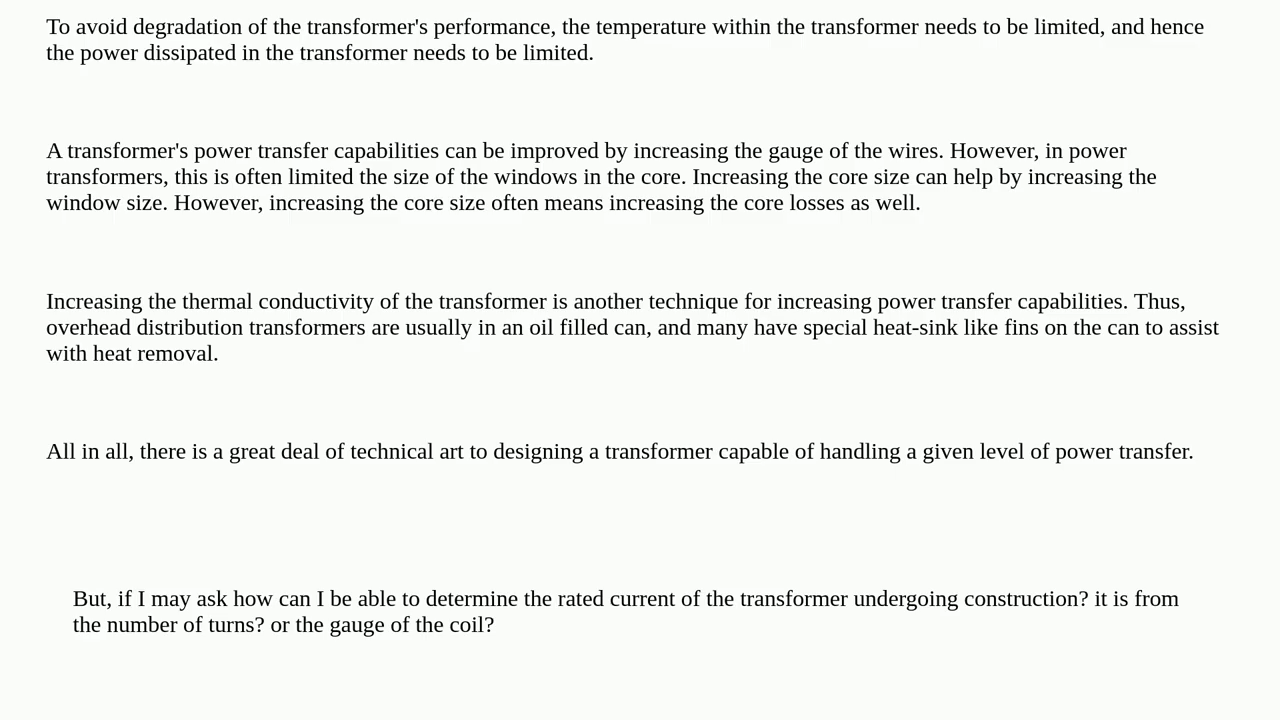 To avoid degradation of the transformer's performance, the temperature within the transformer needs to be limited, and hence
the power dissipated in the transformer needs to be limited.
A transformer's power transfer capabilities can be improved by increasing the gauge of the wires. However, in power
transformers, this is often limited the size of the windows in the core. Increasing the core size can help by increasing the
window size. However, increasing the core size often means increasing the core losses as well.
Increasing the thermal conductivity of the transformer is another technique for increasing power transfer capabilities. Thus,
overhead distribution transformers are usually in an oil filled can, and many have special heat-sink like fins on the can to assist
with heat removal.
All in all, there is a great deal of technical art to designing a transformer capable of handling a given level of power transfer.
But, if I may ask how can I be able to determine the rated current of the transformer undergoing construction? it is from
the number of turns? or the gauge of the coil?